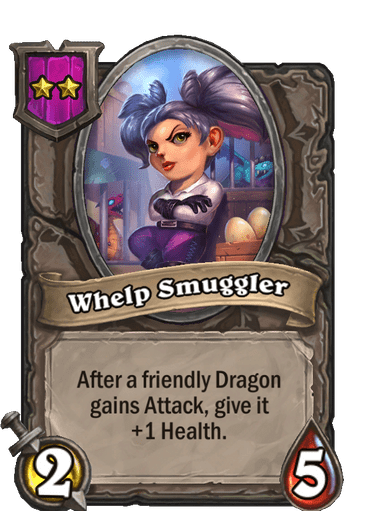 Whelp Smuggler
After a friendly Dragon
gains Attack, give it
+1 Health.
2
5